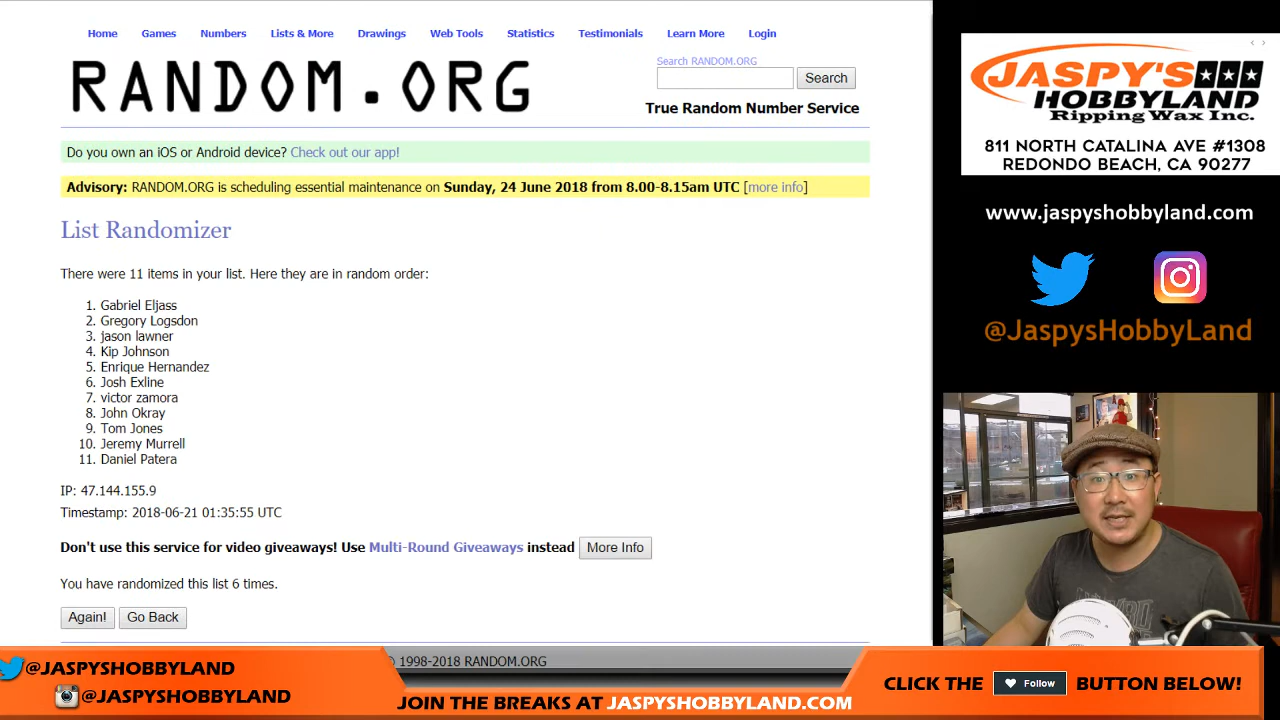 Home Games Numbers Lists & More Drawings Web Tools Statistics Testimonials Learn More Login
RANDOM.ORG
Search RANDOM.ORG
Search
True Random Number Service
Do you own an iOS or Android device? Check out our app!
Advisory: RANDOM.ORG is scheduling essential maintenance on Sunday, 24 June 2018 from 8.00-8.15am UTC [more info]
List Randomizer
There were 11 items in your list. Here they are in random order:
1. Gabriel Eljass
2. Gregory Logsdon
3. jason lawner
4. Kip Johnson
5. Enrique Hernandez
6. Josh Exline
7. victor zamora
8. John Okray
9. Tom Jones
10. Jeremy Murrell
11. Daniel Patera
IP: 47.144.155.9
Timestamp: 2018-06-21 01:35:55 UTC
Don't use this service for video giveaways! Use Multi-Round Giveaways instead More Info
You have randomized this list 6 times.
Again! Go Back
© 1998-2018 RANDOM.ORG
JASPY'S
HOBBYLAND
Ripping Wax Inc.
811 NORTH CATALINA AVE #1308
REDONDO BEACH, CA 90277
www.jaspyshobbyland.com
@JaspysHobbyLand
@JASPYSHOBBYLAND
@JASPYSHOBBYLAND
JOIN THE BREAKS AT JASPYSHOBBYLAND.COM
CLICK THE Follow BUTTON BELOW!